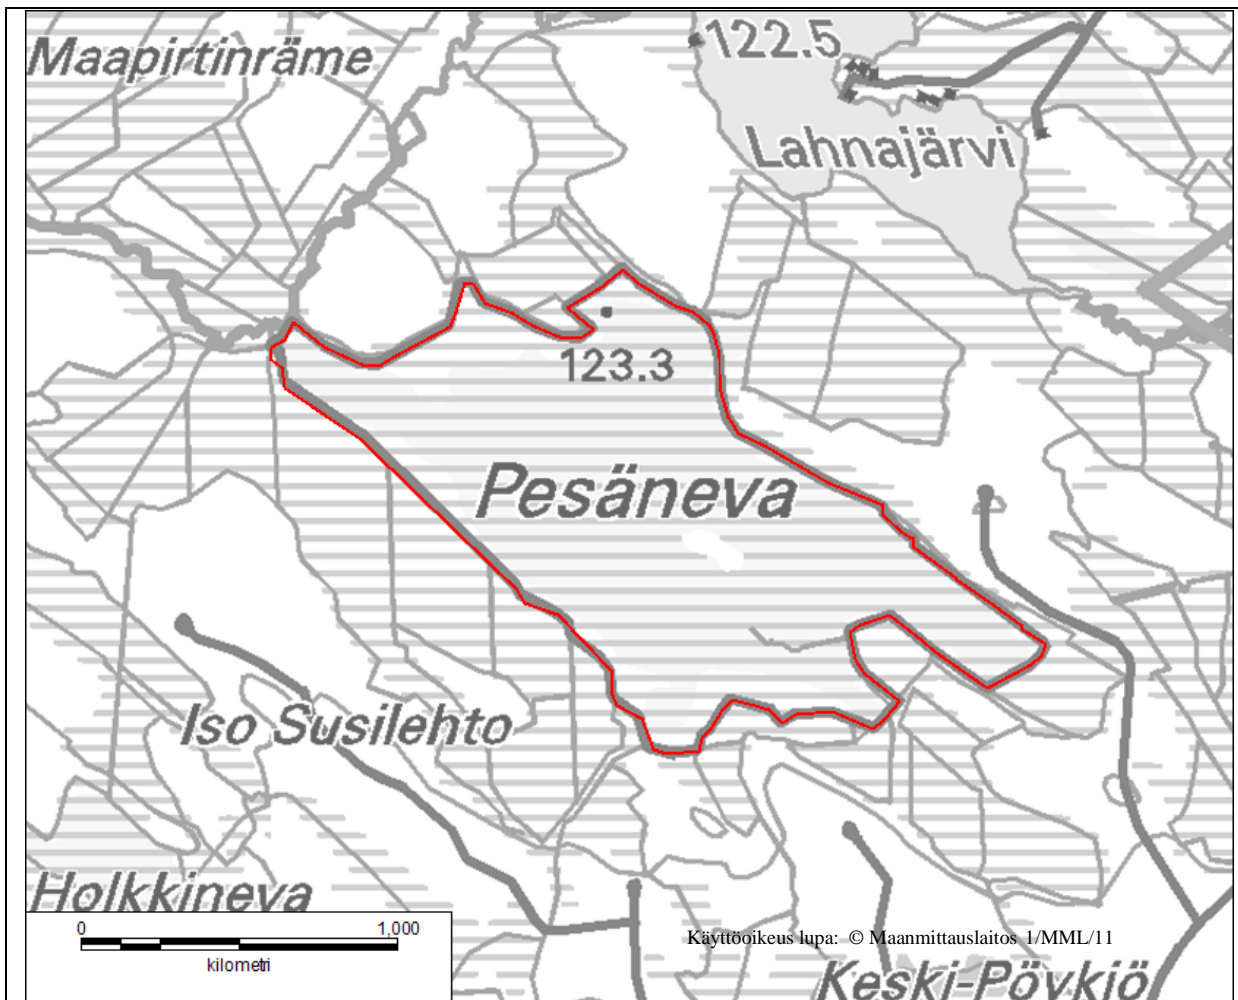 122.5
Maapirtinräme
Lahnajärvi
123.3
Pesäneva
Iso Susilehto
Holkkineva
0 1,000
kilometri
Käyttöoikeus lupa: © Maanmittauslaitos 1/MML/11
Keski-Pöykiö